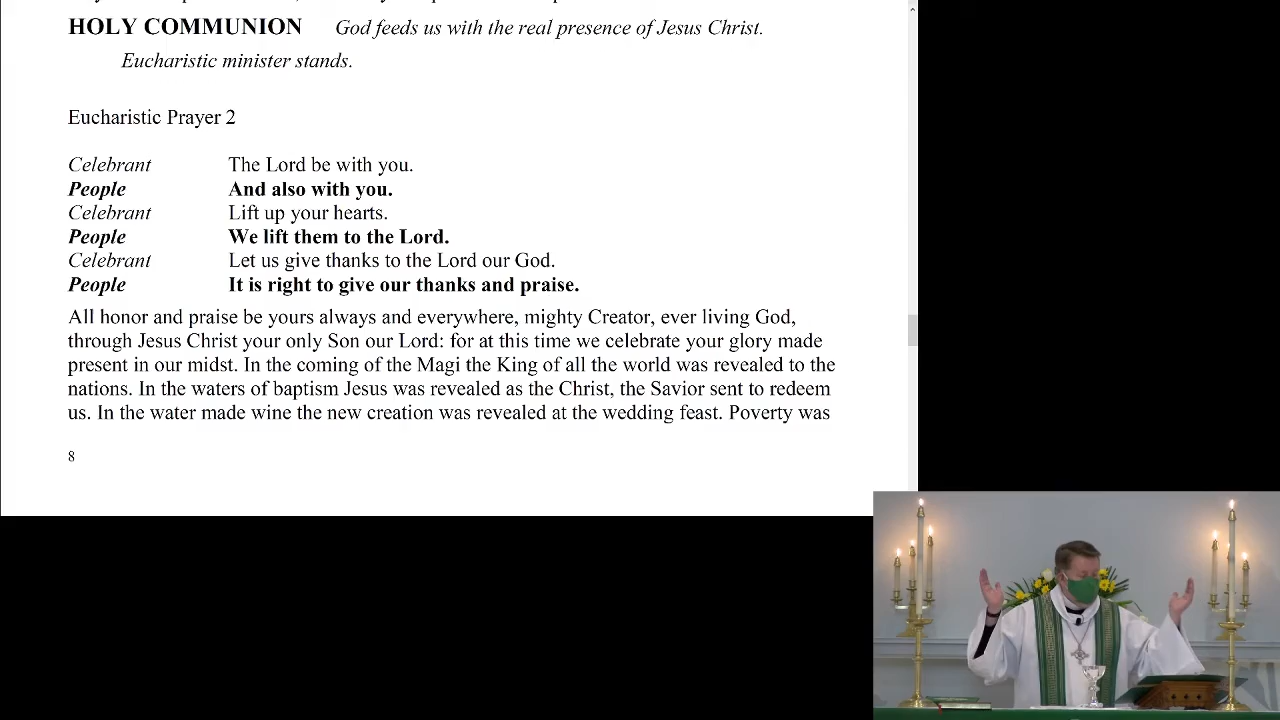 HOLY COMMUNION God feeds us with the real presence of Jesus Christ.
Eucharistic minister stands.
Eucharistic Prayer 2
Celebrant The Lord be with you.
People And also with you.
Celebrant Lift up your hearts.
People We lift them to the Lord.
Celebrant Let us give thanks to the Lord our God.
People It is right to give our thanks and praise.
All honor and praise be yours always and everywhere, mighty Creator, ever living God,
through Jesus Christ your only Son our Lord: for at this time we celebrate your glory made
present in our midst. In the coming of the Magi the King of all the world was revealed to the
nations. In the waters of baptism Jesus was revealed as the Christ, the Savior sent to redeem
us. In the water made wine the new creation was revealed at the wedding feast. Poverty was
8